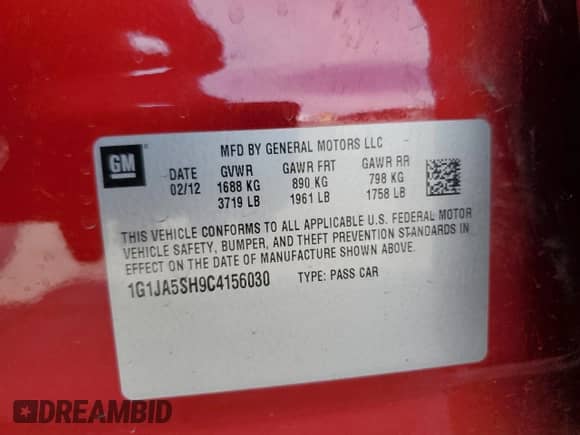 MFD BY GENERAL MOTORS LLC
GM
DATE GVWR GAWR FRT GAWR RR
02/12 1688 KG 890 KG 798 KG
3719 LB 1961 LB 1758 LB
THIS VEHICLE CONFORMS TO ALL APPLICABLE U.S. FEDERAL MOTOR
VEHICLE SAFETY, BUMPER, AND THEFT PREVENTION STANDARDS IN
EFFECT ON THE DATE OF MANUFACTURE SHOWN ABOVE.
1G1JA5SH9C4156030 TYPE: PASS CAR
DREAMBID